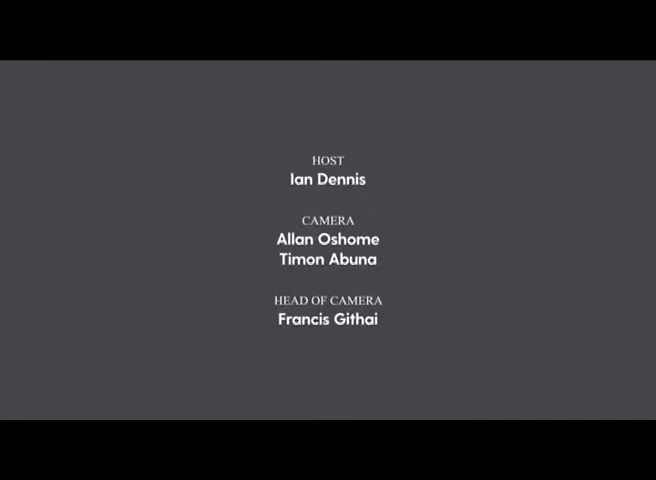 HOST
Ian Dennis
CAMERA
Allan Oshome
Timon Abuna
HEAD OF CAMERA
Francis Githai